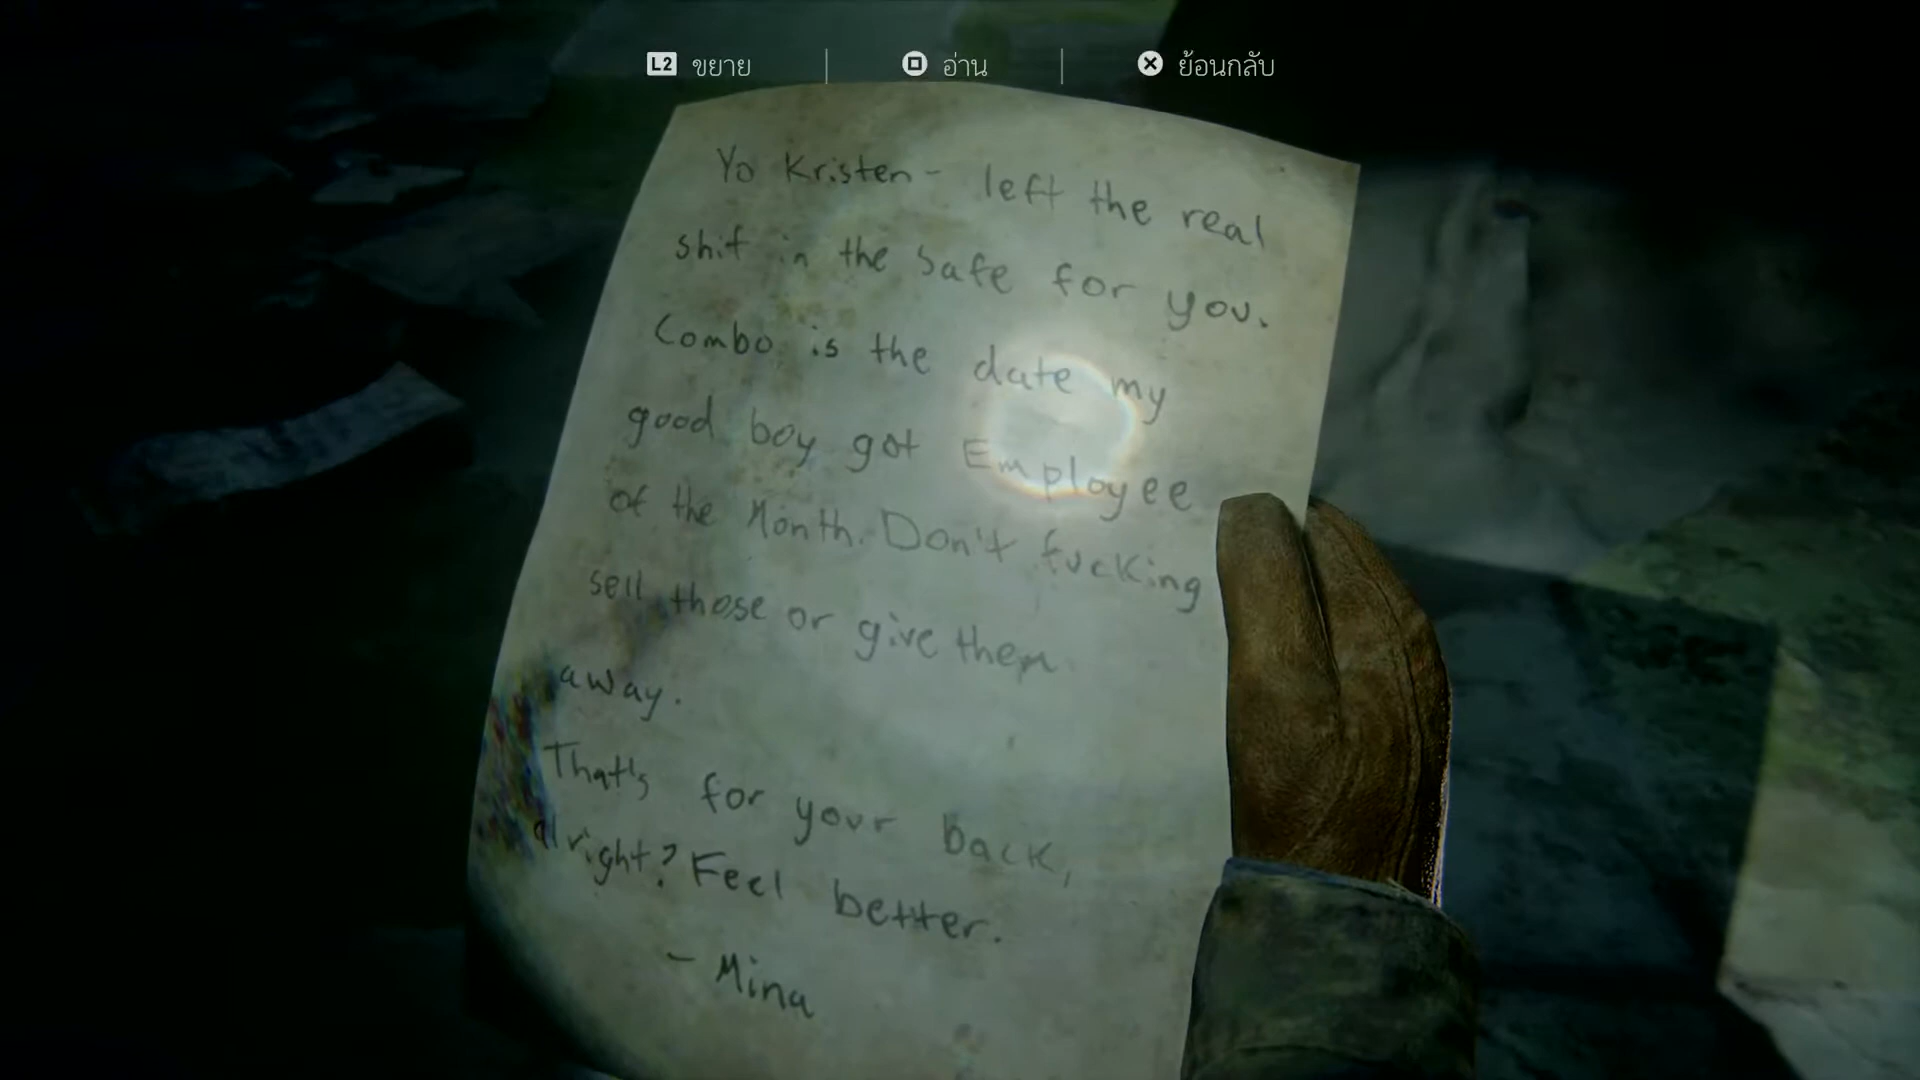 L2 ขยาย | อ่าน | ย้อนกลับ
Yo Kristen - left the real
shit in the safe for you.
Combo is the date my
good boy got Employee
of the Month. Don't fucking
sell those or give them
away.
That's for your back,
alright? Feel better.
- Mina